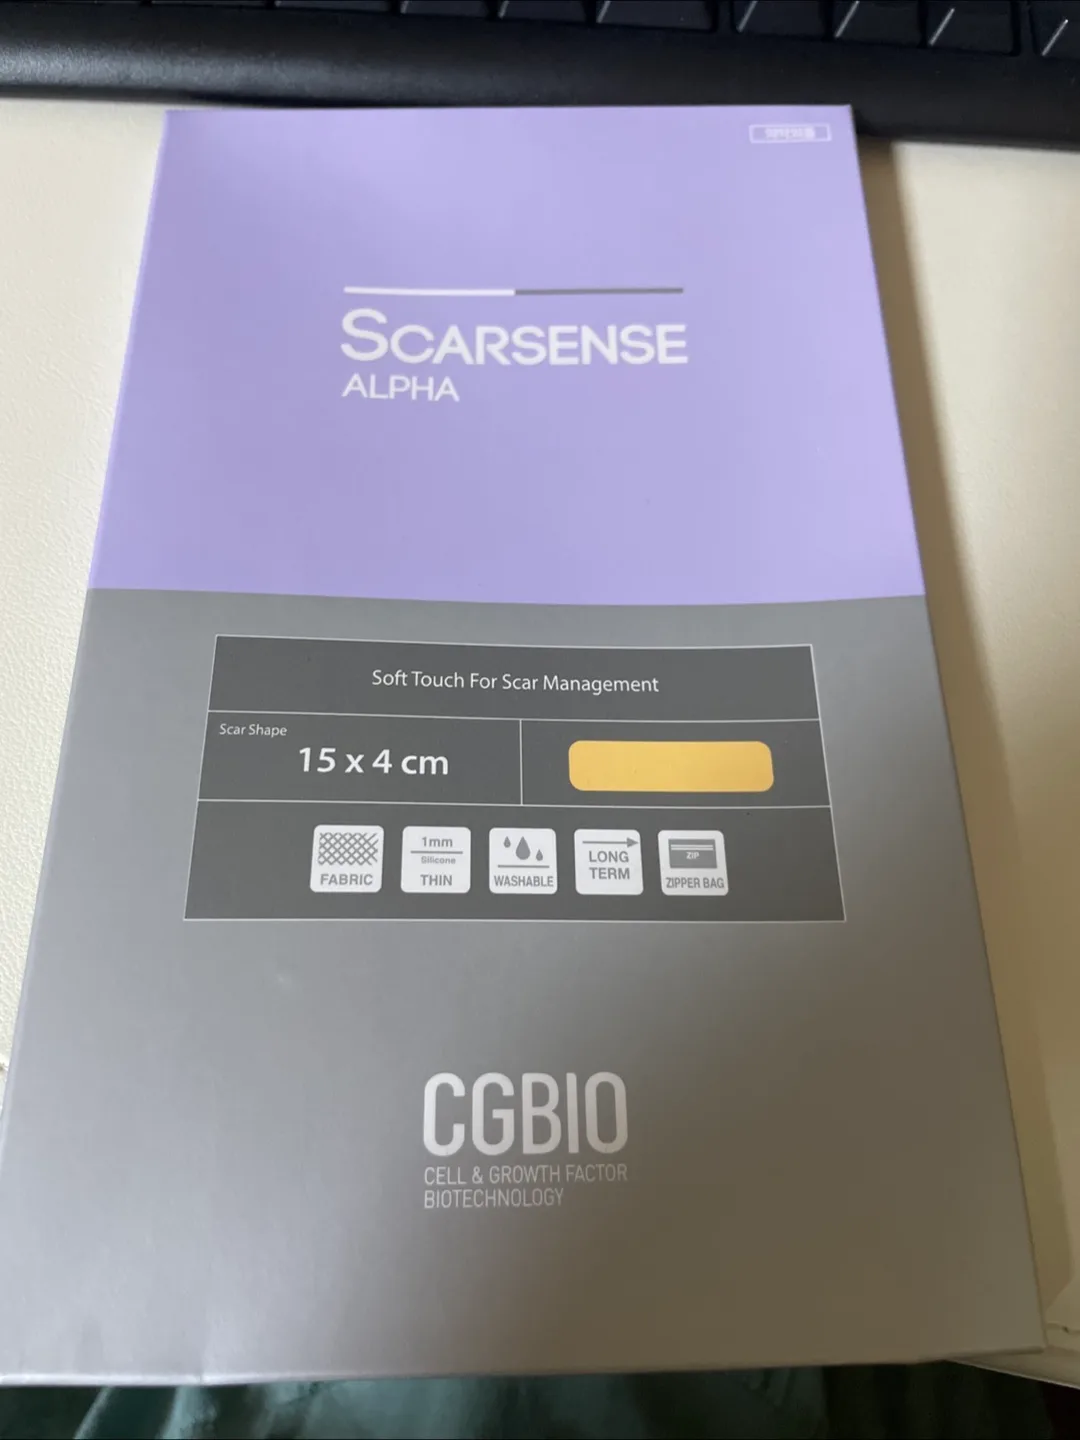 SCARSENSE
ALPHA
Soft Touch For Scar Management
Scar Shape
15 x 4 cm
FABRIC
1mm
Silicone
THIN
WASHABLE
LONG
TERM
ZIP
ZIPPER BAG
CGBIO
CELL & GROWTH FACTOR
BIOTECHNOLOGY